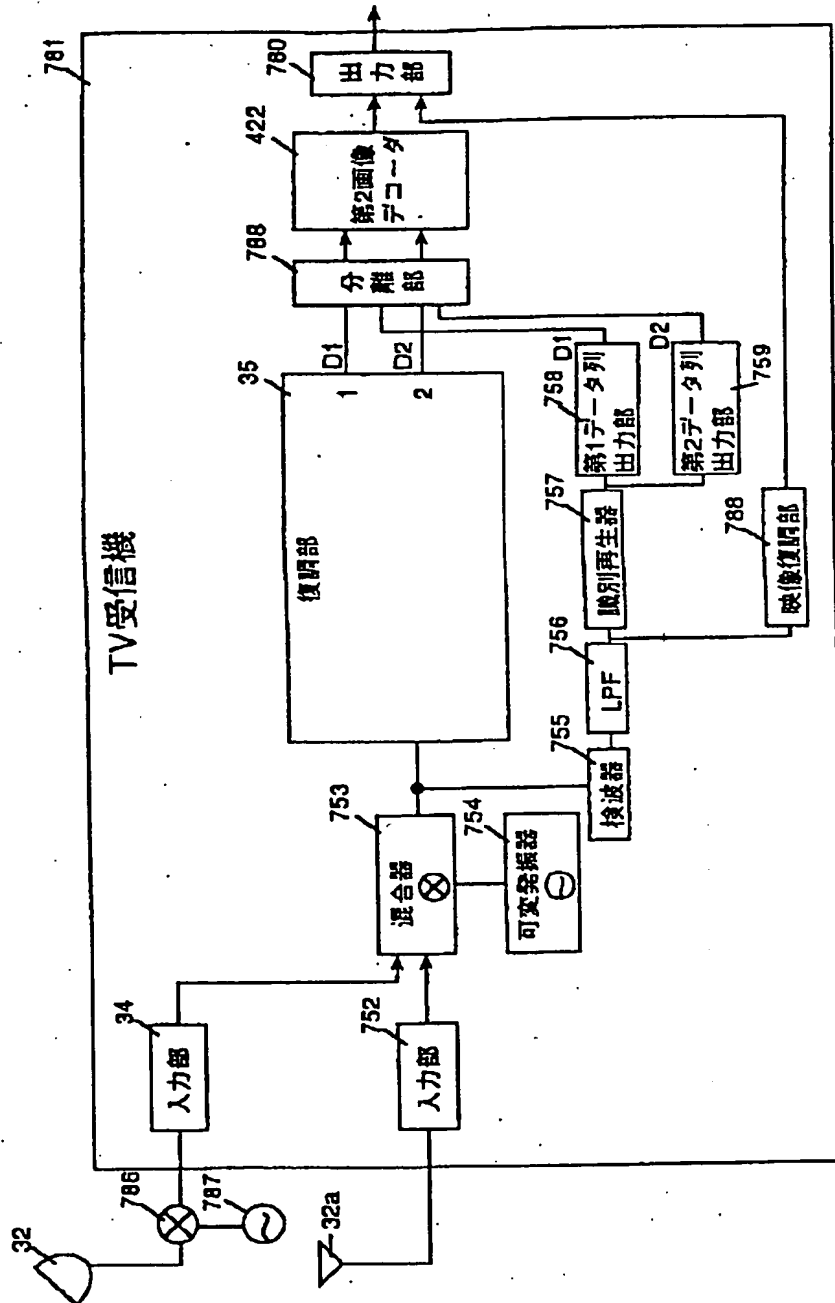 TV受信機
781
32
786
787
34
入力部
32a
752
入力部
753
混合器
754
可変発振器
35
復調部
D1
1
D2
2
788
分離部
422
第2画像
デコーダ
780
出力部
755
検波器
756
LPF
757
識別再生器
758
第1データ列
出力部
D1
第2データ列
出力部
D2
759
788
映像復調部